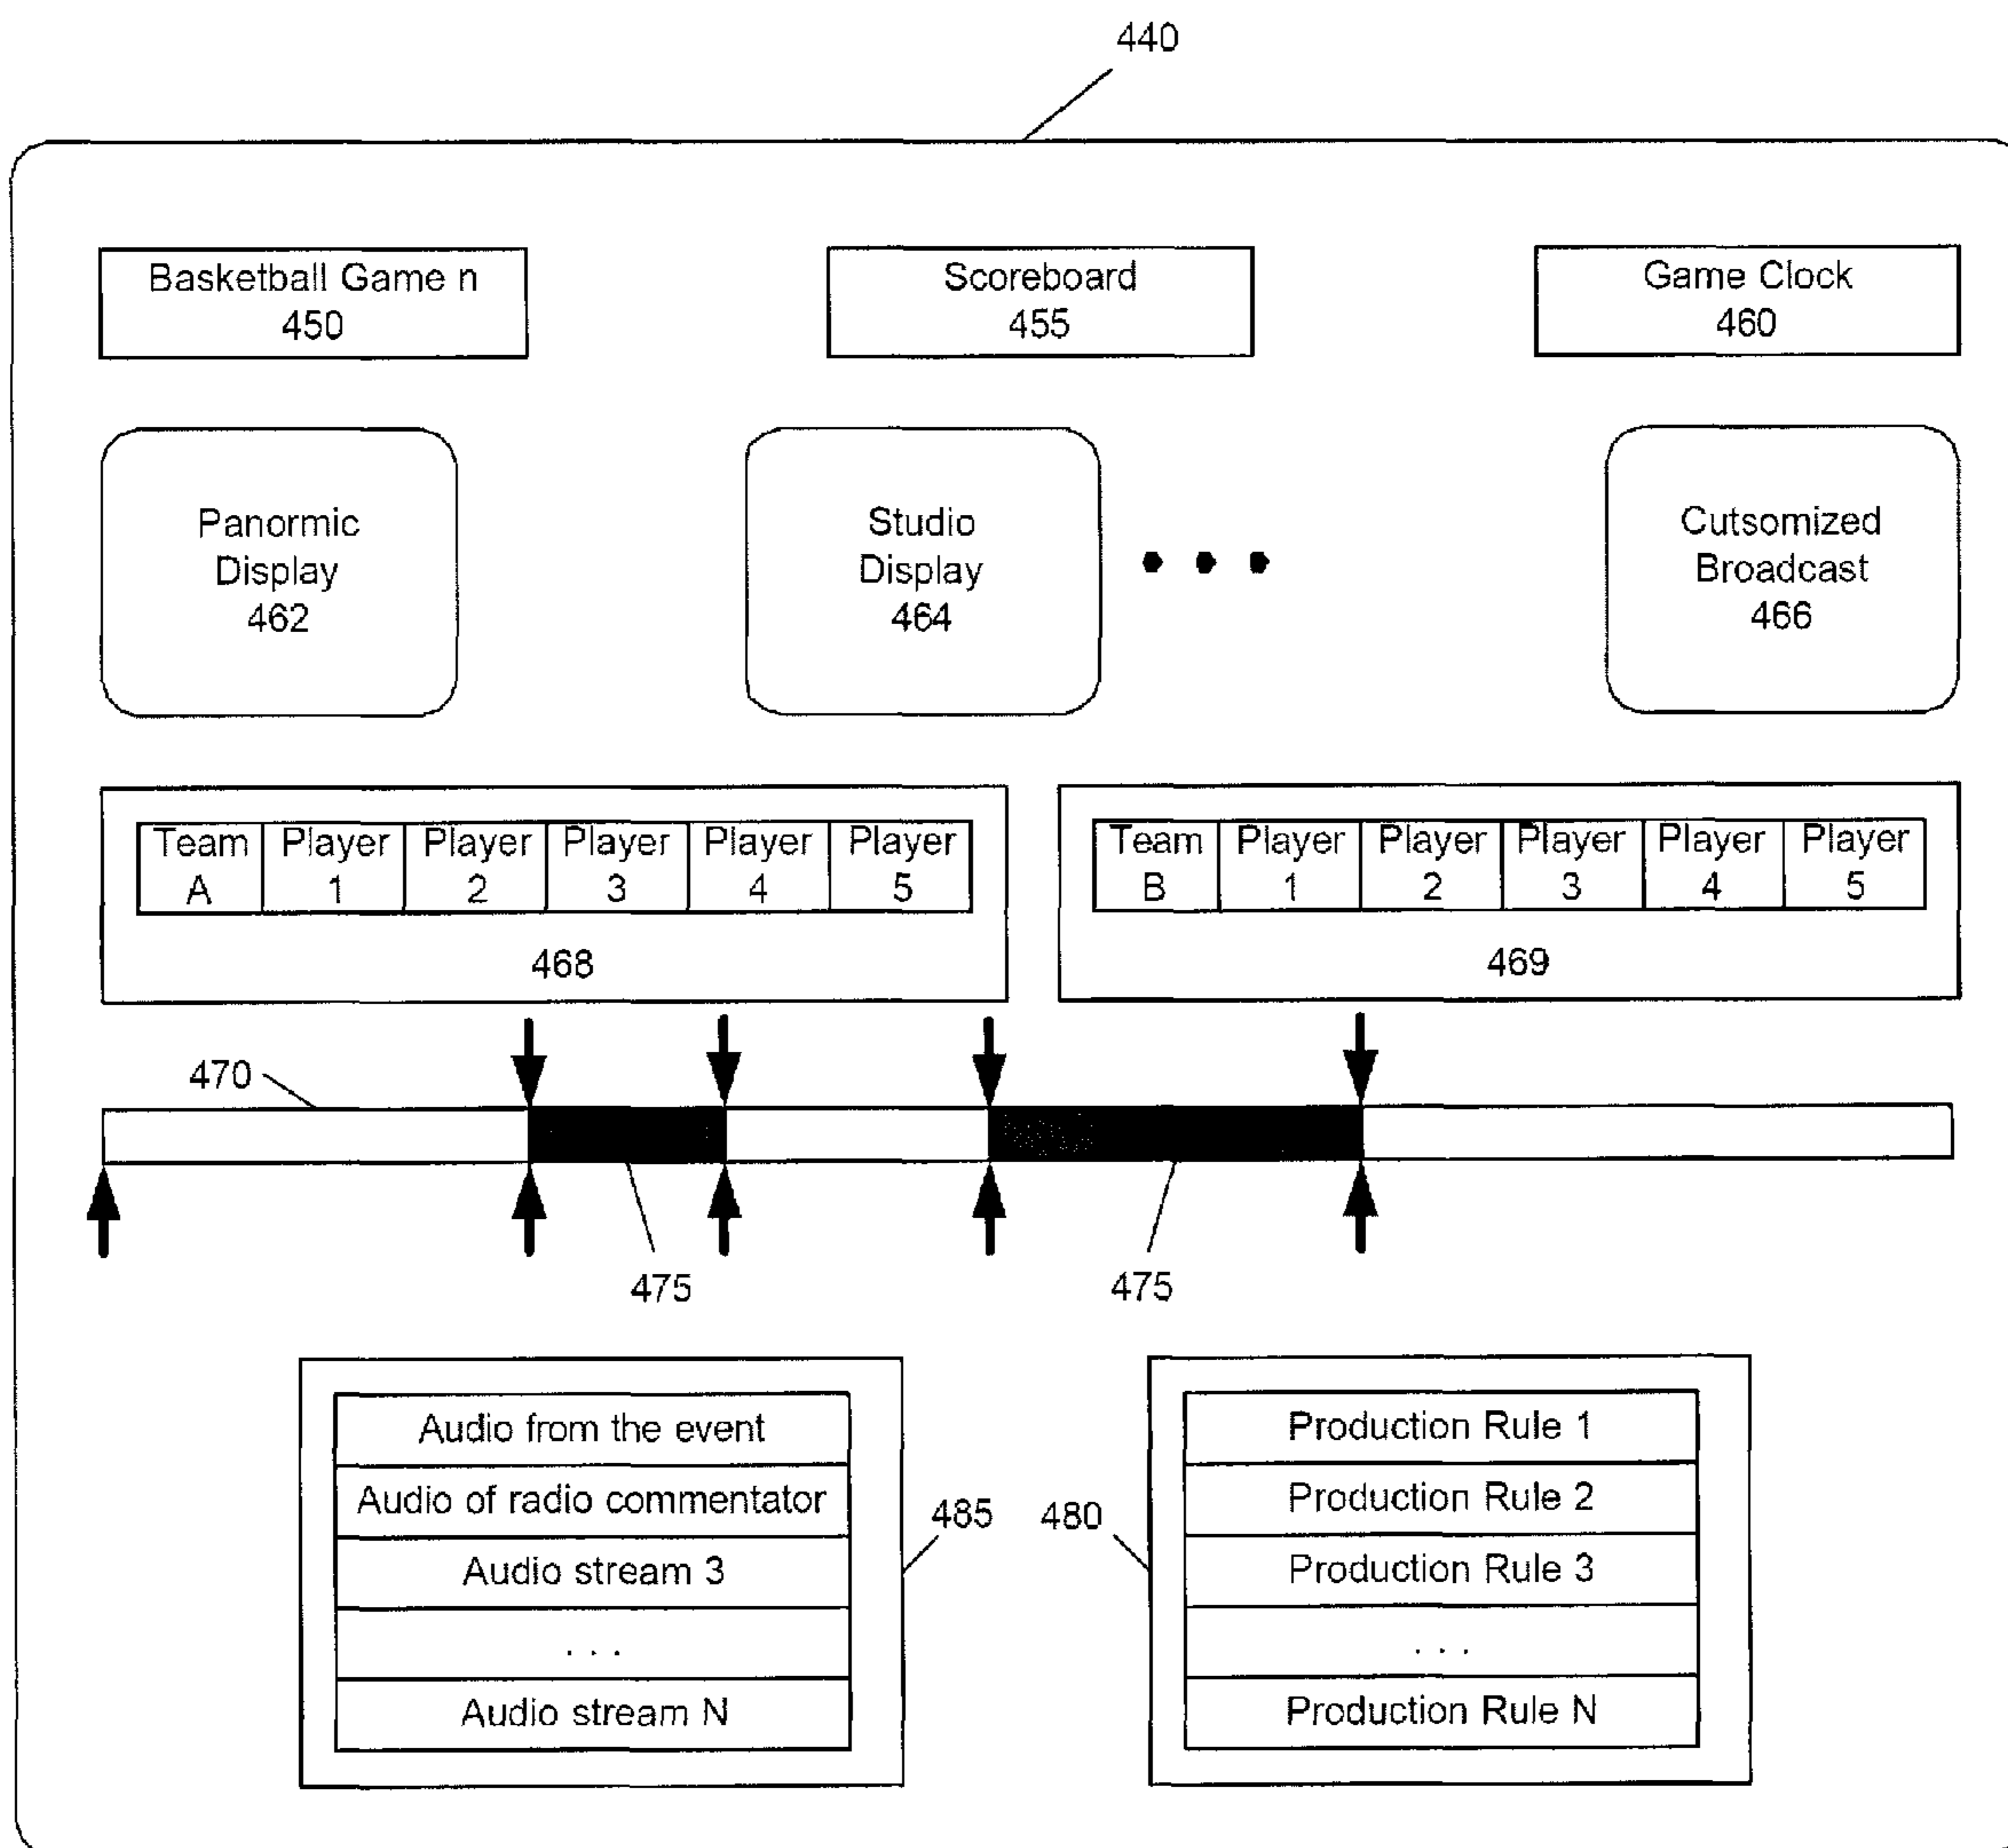 440
Basketball Game n
450
Scoreboard
455
Game Clock
460
Panormic
Display
462
Studio
Display
464
• • •
Cutsomized
Broadcast
466
Team A
Player 1
Player 2
Player 3
Player 4
Player 5
468
Team B
Player 1
Player 2
Player 3
Player 4
Player 5
469
470
475
475
Audio from the event
Audio of radio commentator
Audio stream 3
. . .
Audio stream N
485
480
Production Rule 1
Production Rule 2
Production Rule 3
. . .
Production Rule N